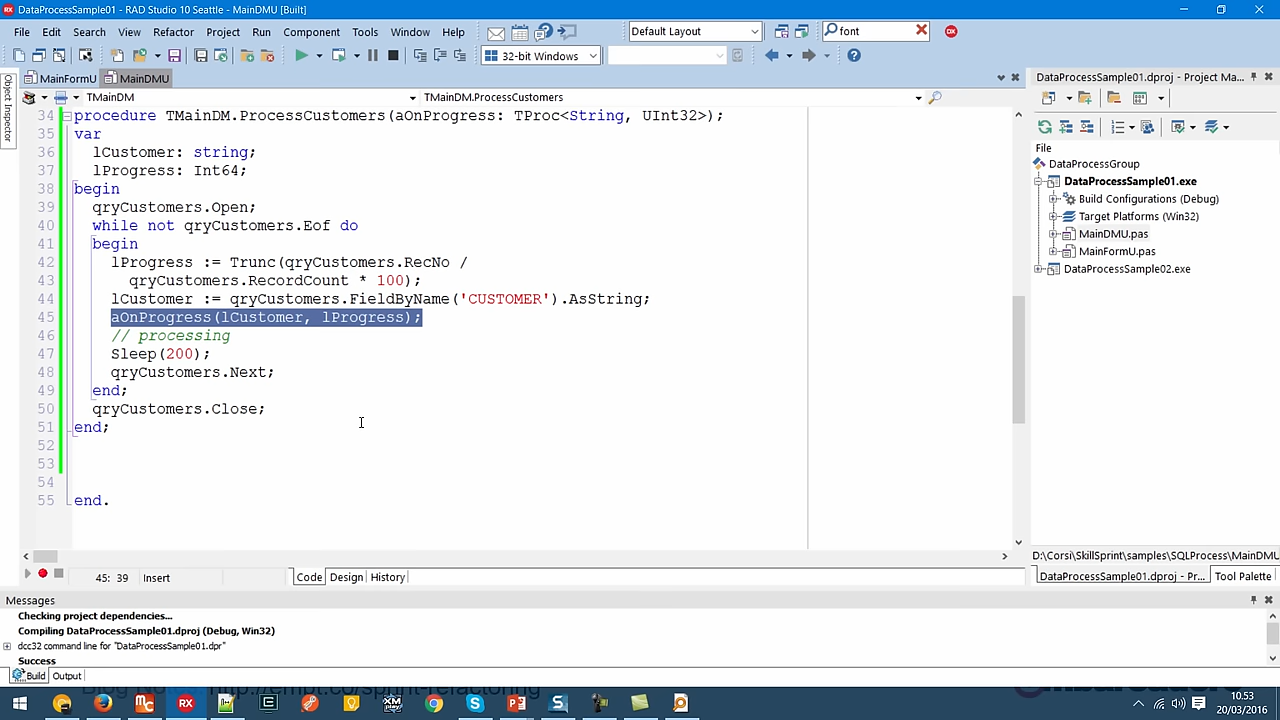 DataProcessSample01 - RAD Studio 10 Seattle - MainDMU [Built]
File Edit Search View Refactor Project Run Component Tools Window Help
Default Layout
font
32-bit Windows
MainFormU MainDMU
TMainDM
TMainDM.ProcessCustomers
Object Inspector
34 procedure TMainDM.ProcessCustomers(aOnProgress: TProc<String, UInt32>);
35 var
36 lCustomer: string;
37 lProgress: Int64;
38 begin
39 qryCustomers.Open;
40 while not qryCustomers.Eof do
41 begin
42 lProgress := Trunc(qryCustomers.RecNo /
43 qryCustomers.RecordCount * 100);
44 lCustomer := qryCustomers.FieldByName('CUSTOMER').AsString;
45 aOnProgress(lCustomer, lProgress);
46 // processing
47 Sleep(200);
48 qryCustomers.Next;
49 end;
50 qryCustomers.Close;
51 end;
52
53
54
55 end.
45: 39 Insert
Code Design History
DataProcessSample01.dproj - Project Ma...
File
DataProcessGroup
DataProcessSample01.exe
Build Configurations (Debug)
Target Platforms (Win32)
MainDMU.pas
MainFormU.pas
DataProcessSample02.exe
D:\Corsi\SkillSprint\samples\SQLProcess\MainDMU
DataProcessSample01.dproj - Pr... Tool Palette
Messages
Checking project dependencies...
Compiling DataProcessSample01.dproj (Debug, Win32)
dcc32 command line for "DataProcessSample01.dpr"
Success
Build Output
http://embt.co/sprint-refactoring
10.53
20/03/2016